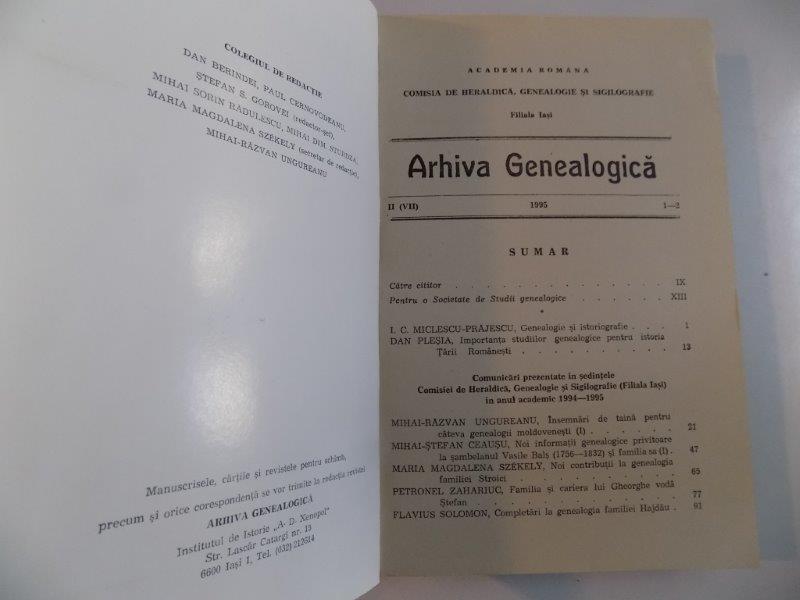 COLEGIUL DE REDACȚIE
DAN BERINDEI, PAUL CERNOVODEANU,
ȘTEFAN S. GOROVEI (redactor-șef),
MIHAI SORIN RĂDULESCU, MIHAI DIM. STURDZA,
MARIA MAGDALENA SZÉKELY (secretar de redacție),
MIHAI-RĂZVAN UNGUREANU
Manuscrisele, cărțile și revistele pentru schimb,
precum și orice corespondență se vor trimite la redacția revistei
ARHIVA GENEALOGICĂ
Institutul de Istorie „A. D. Xenopol"
Str. Lascăr Catargi nr. 15
6600 Iași I, Tel. (032) 212614
ACADEMIA ROMÂNĂ
COMISIA DE HERALDICĂ, GENEALOGIE ȘI SIGILOGRAFIE
Filiala Iași
Arhiva Genealogică
II (VII) 1995 1—2
SUMAR
Către cititor . . . . . . . . . . . . . IX
Pentru o Societate de Studii genealogice . . . . . . XIII
*
I. C. MICLESCU-PRĂJESCU, Genealogie și istoriografie . . . 1
DAN PLEȘIA, Importanța studiilor genealogice pentru istoria
Țării Românești . . . . . . . . . 13
Comunicări prezentate în ședințele
Comisiei de Heraldică, Genealogie și Sigilografie (Filiala Iași)
în anul academic 1994—1995
MIHAI-RĂZVAN UNGUREANU, Însemnări de taină pentru
câteva genealogii moldovenești (I) . . . . . . 21
MIHAI-ȘTEFAN CEAUȘU, Noi informații genealogice privitoare
la șambelanul Vasile Balș (1756—1832) și familia sa (I) . 47
MARIA MAGDALENA SZÉKELY, Noi contribuții la genealogia
familiei Stroici . . . . . . . . . 65
PETRONEL ZAHARIUC, Familia și cariera lui Gheorghe vodă
Ștefan . . . . . . . . . . . 77
FLAVIUS SOLOMON, Completări la genealogia familiei Hajdău . 91